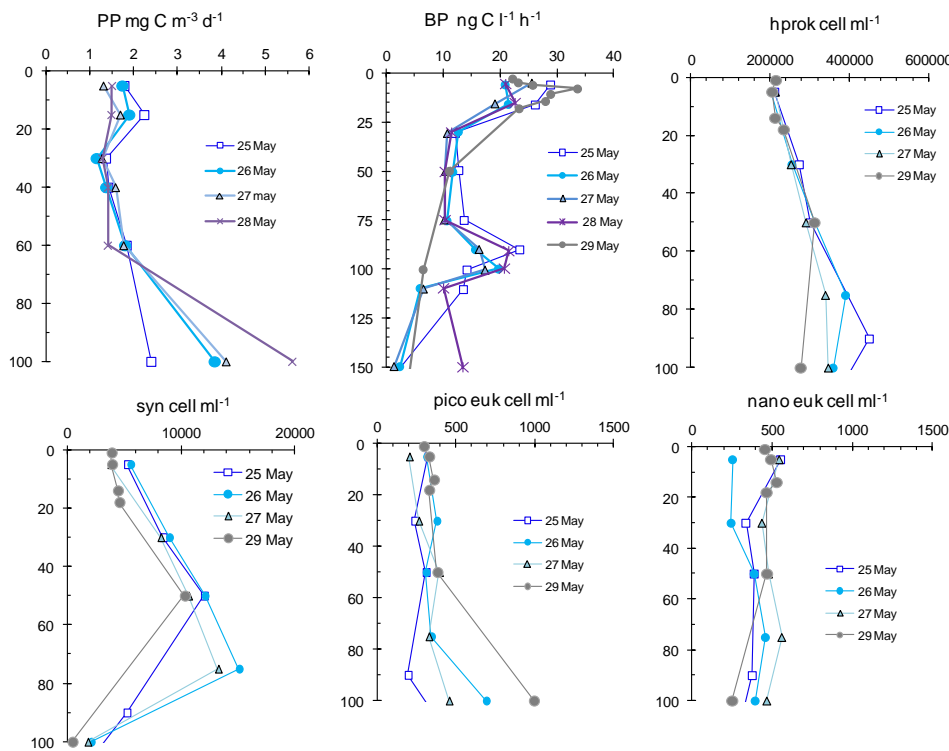 PP mg C m⁻³ d⁻¹
0 1 2 3 4 5 6
0
20
40
60
80
100
25 May
26 May
27 may
28 May
BP ng C l⁻¹ h⁻¹
0 10 20 30 40
0
25
50
75
100
125
150
25 May
26 May
27 May
28 May
29 May
hprok cell ml⁻¹
0 200000 400000 600000
0
20
40
60
80
100
25 May
26 May
27 May
29 May
syn cell ml⁻¹
0 10000 20000
0
20
40
60
80
100
25 May
26 May
27 May
29 May
pico euk cell ml⁻¹
0 500 1000 1500
0
20
40
60
80
100
25 May
26 May
27 May
29 May
nano euk cell ml⁻¹
0 500 1000 1500
0
20
40
60
80
100
25 May
26 May
27 May
29 May